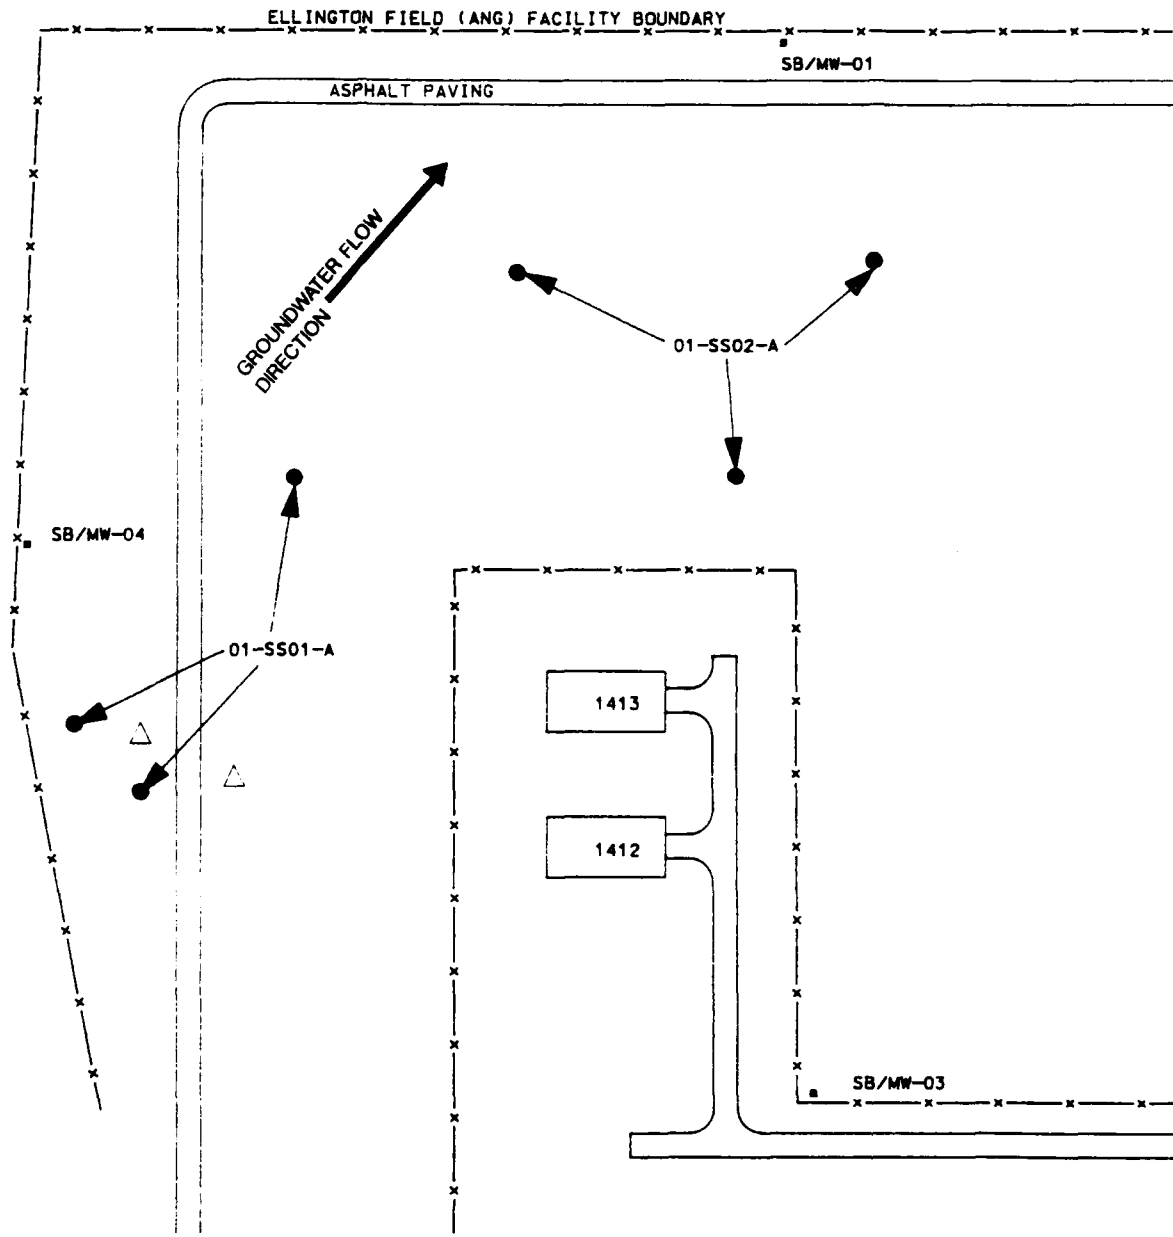 ELLINGTON FIELD (ANG) FACILITY BOUNDARY
SB/MW-01
ASPHALT PAVING
GROUNDWATER FLOW
DIRECTION
01-SS02-A
SB/MW-04
01-SS01-A
1413
1412
SB/MW-03